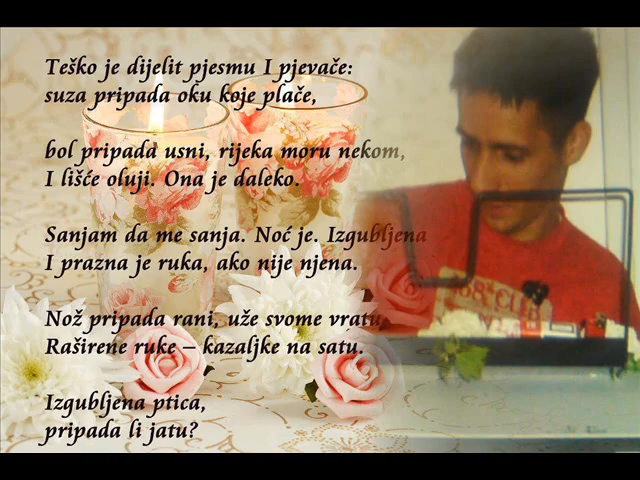 Teško je dijelit pjesmu I pjevače:
suza pripada oku koje plače,
bol pripada usni, rijeka moru nekom,
I lišće oluji. Ona je daleko.
Sanjam da me sanja. Noć je. Izgubljena
I prazna je ruka, ako nije njena.
Nož pripada rani, uže svome vratu,
Raširene ruke – kazaljke na satu.
Izgubljena ptica,
pripada li jatu?